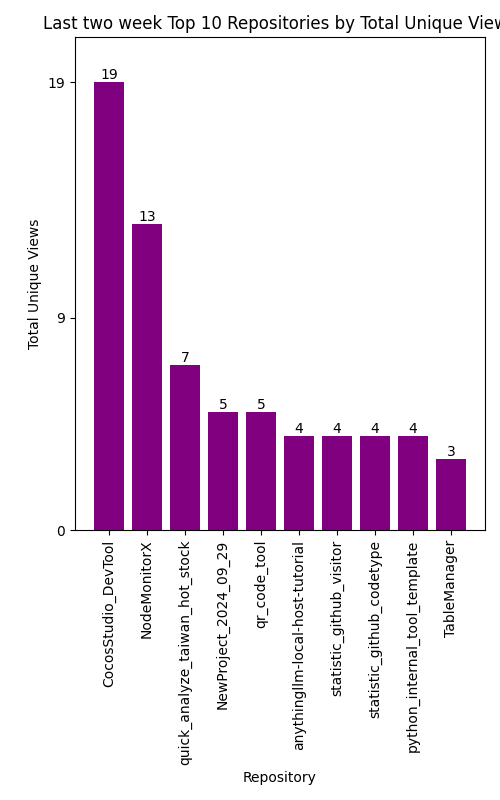 Last two week Top 10 Repositories by Total Unique View
19
13
7
5
5
4
4
4
4
3
19
9
0
Total Unique Views
CocosStudio_DevTool
NodeMonitorX
quick_analyze_taiwan_hot_stock
NewProject_2024_09_29
qr_code_tool
anythingllm-local-host-tutorial
statistic_github_visitor
statistic_github_codetype
python_internal_tool_template
TableManager
Repository